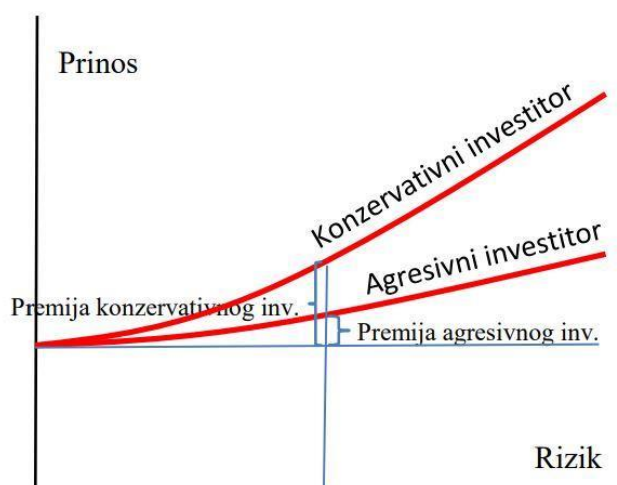 Prinos
Konzervativni investitor
Agresivni investitor
Premija konzervativnog inv.
Premija agresivnog inv.
Rizik